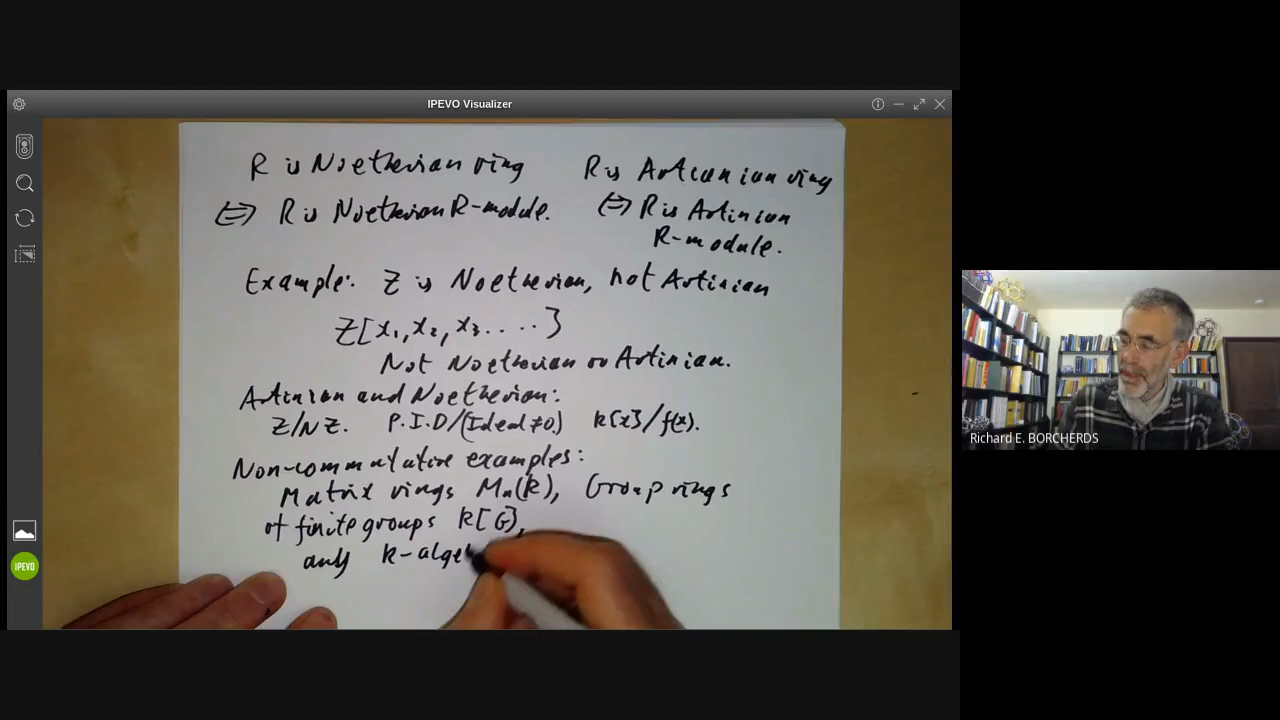 IPEVO Visualizer
R is Noetherian ring
R is Artinian ring
⇔ R is Noetherian R-module.
⇔ R is Artinian
R-module.
Example: Z is Noetherian, not Artinian
Z[x₁, x₂, x₃ . . . . .]
Not Noetherian or Artinian.
Artinian and Noetherian:
Z/NZ. P.I.D/(Ideal ≠ 0) k[x]/f(x).
Non-commutative examples:
Matrix rings Mₙ(k), Group rings
of finite groups k[G],
any k-alge
IPEVO
Richard E. BORCHERDS